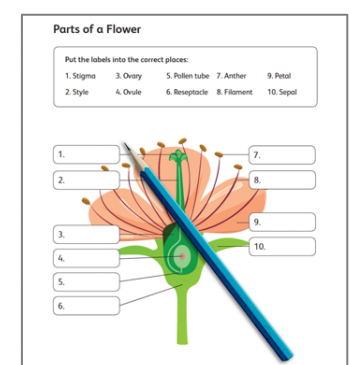 Parts of a Flower
Put the labels into the correct places:
1. Stigma 3. Ovary 5. Pollen tube 7. Anther 9. Petal
2. Style 4. Ovule 6. Reseptacle 8. Filament 10. Sepal
1. 7.
2. 8.
9.
3.
10.
4.
5.
6.